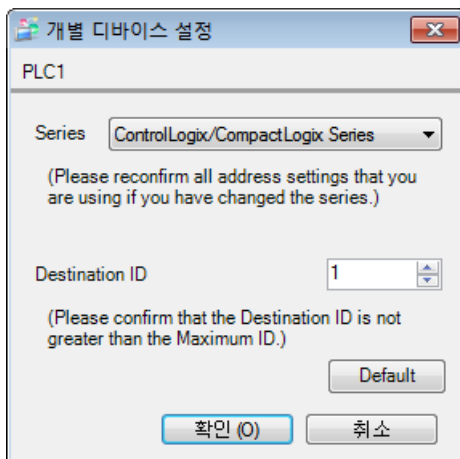 개별 디바이스 설정
PLC1
Series ControlLogix/CompactLogix Series
(Please reconfirm all address settings that you
are using if you have changed the series.)
Destination ID 1
(Please confirm that the Destination ID is not
greater than the Maximum ID.)
Default
확인 (O) 취소